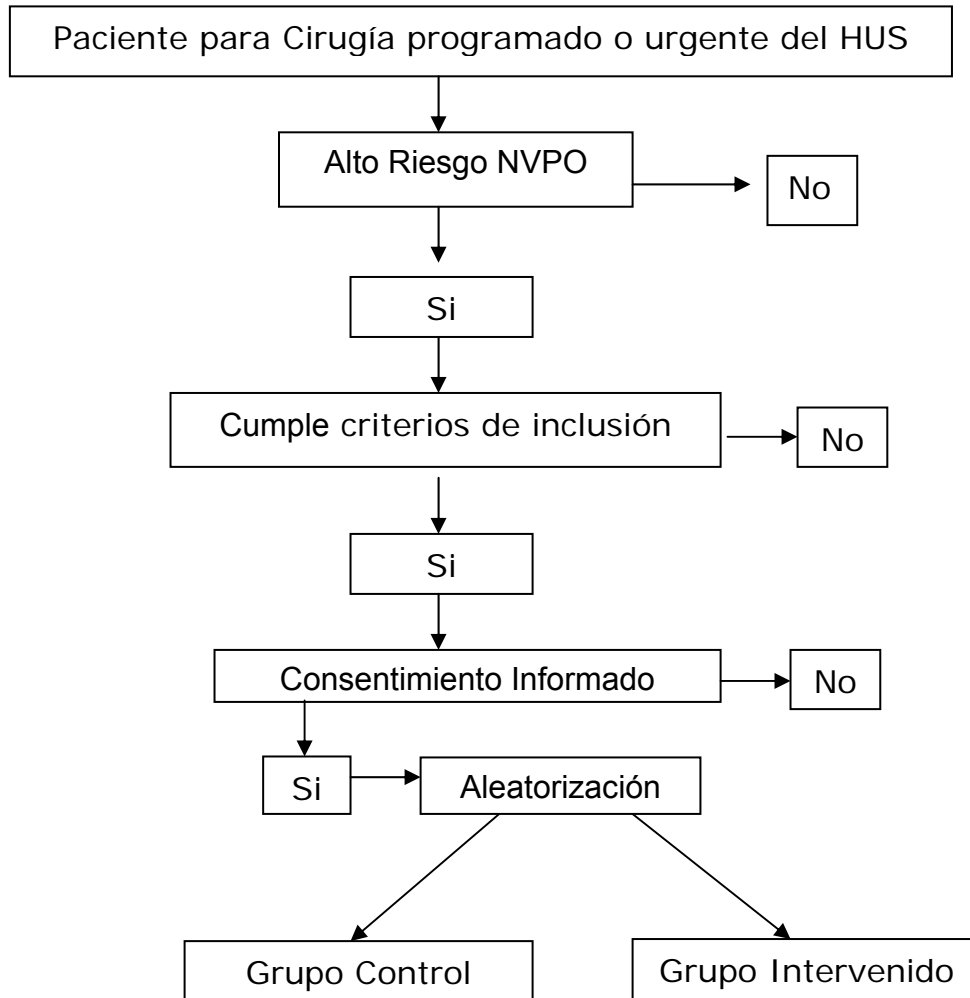 Paciente para Cirugía programado o urgente del HUS
Alto Riesgo NVPO
No
Si
Cumple criterios de inclusión
No
Si
Consentimiento Informado
No
Si
Aleatorización
Grupo Control
Grupo Intervenido